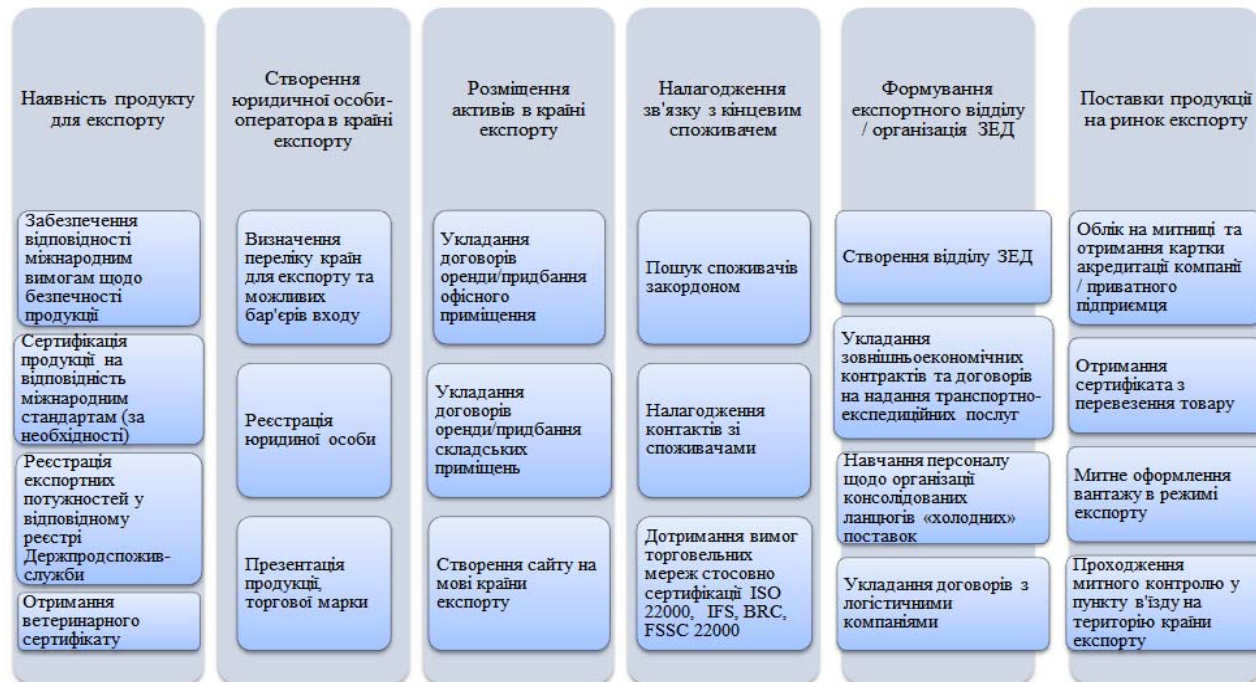 Наявність продукту
для експорту
Забезпечення
відповідності
міжнародним
вимогам щодо
безпечності
продукції
Сертифікація
продукції на
відповідність
міжнародним
стандартам (за
необхідності)
Реєстрація
експортних
потужностей у
відповідному
реєстрі
Держпродспожив-
служби
Отримання
ветеринарного
сертифікату
Створення
юридичної особи-
оператора в країні
експорту
Визначення
переліку країн
для експорту та
можливих
бар'єрів входу
Реєстрація
юридиної особи
Презентація
продукції,
торгової марки
Розміщення
активів в країні
експорту
Укладання
договорів
оренди/придбання
офісного
приміщення
Укладання
договорів
оренди/придбання
складських
приміщень
Створення сайту на
мові країни
експорту
Налагодження
зв'язку з кінцевим
споживачем
Пошук споживачів
закордоном
Налагодження
контактів зі
споживачами
Дотримання вимог
торговельних
мереж стосовно
сертифікації ISO
22000, IFS, BRC,
FSSC 22000
Формування
експортного відділу
/ організація ЗЕД
Створення відділу ЗЕД
Укладання
зовнішньоекономічних
контрактів та договорів
на надання транспортно-
експедиційних послуг
Навчання персоналу
щодо організації
консолідованих
ланцюгів «холодних»
поставок
Укладання договорів з
логістичними
компаніями
Поставки продукції
на ринок експорту
Облік на митниці та
отримання картки
акредитації компанії
/ приватного
підприємця
Отримання
сертифіката з
перевезення товару
Митне оформлення
вантажу в режимі
експорту
Проходження
митного контролю у
пункту в'їзду на
територію країни
експорту